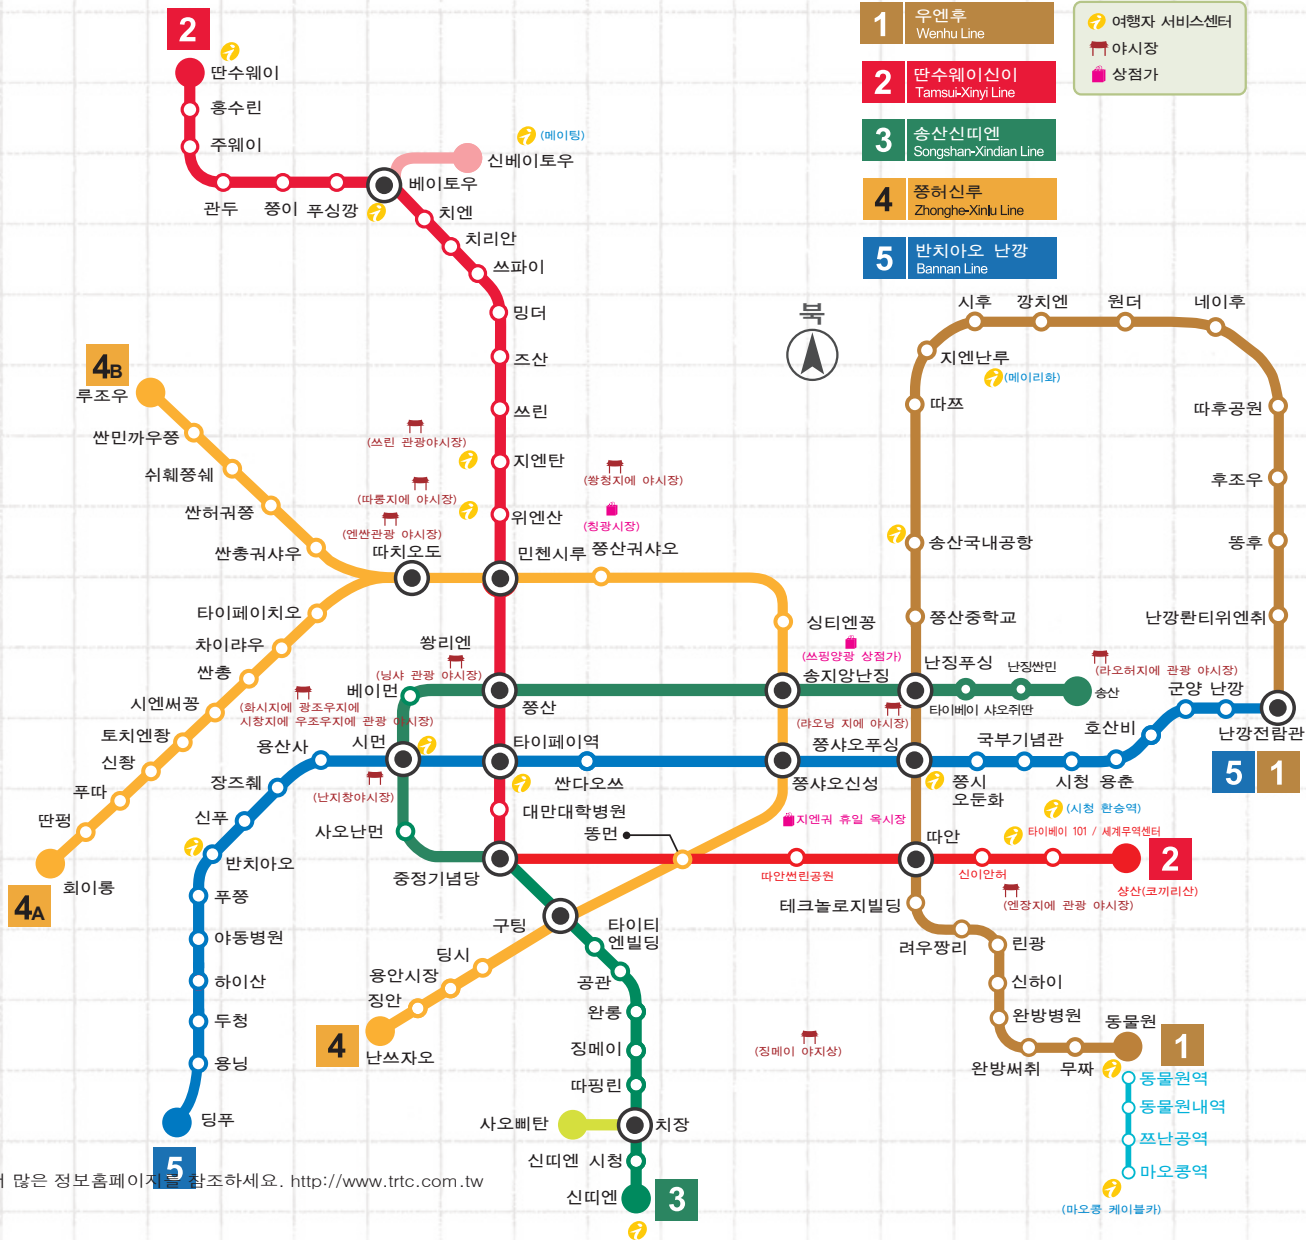 1 우엔후
Wenhu Line
2 딴수웨이신이
Tamsui-Xinyi Line
3 송산신띠엔
Songshan-Xindian Line
4 쭝허신루
Zhonghe-Xinlu Line
5 반치아오 난깡
Bannan Line
여행자 서비스센터
야시장
상점가
2
딴수웨이
홍수린
주웨이
관두
쭝이
푸싱깡
베이토우
(메이팅)
신베이토우
치엔
치리안
쓰파이
밍더
즈산
쓰린
(쓰린 관광야시장)
지엔탄
위엔산
(따룽지에 야시장)
(엔싼관광 야시장)
(쌍청지에 야시장)
(칭광시장)
북
4B
루조우
싼민까우쭝
쉬훼쭝쉐
싼허궈쭝
싼총궈샤우
따치오도
민첸시루
쭝산궈샤오
타이페이치오
차이랴우
싼총
시엔써꽁
토치엔좡
신좡
푸따
딴펑
회이롱
4A
싱티엔꽁
(쓰핑양광 상점가)
송지앙난징
쐉리엔
(닝샤 관광 야시장)
베이먼
쭝산
(화시지에 광조우지에
시창지에 우조우지에 관광 야시장)
시먼
용산사
장즈췌
신푸
반치아오
푸쭝
야동병원
하이산
두청
용닝
딩푸
5
(난지창야시장)
타이페이역
싼다오쓰
대만대학병원
사오난먼
중정기념당
똥먼
쭝샤오신성
지엔궈 휴일 옥시장
따안썬린공원
시후
깡치엔
원더
네이후
지엔난루
(메이리화)
따쯔
따후공원
후조우
똥후
송산국내공항
쭝산중학교
난깡롼티위엔취
난징푸싱
난징싼민
타이베이 샤오쥐딴
송산
(라오허지에 관광 야시장)
(랴오닝 지에 야시장)
쭝샤오푸싱
국부기념관
쭝시
오둔화
시청
용춘
호산비
군양
난깡
난깡전람관
5 1
(시청 환승역)
타이베이 101 / 세계무역센터
따안
신이안허
2
샹산(코끼리산)
(엔장지에 관광 야시장)
테크놀로지빌딩
려우짱리
린광
신하이
완방병원
완방써취
무짜
동물원
1
동물원역
동물원내역
쯔난공역
마오콩역
(마오콩 케이블카)
구팅
딩시
용안시장
징안
4
난쓰자오
타이티
엔빌딩
공관
완롱
징메이
따핑린
(징메이 야지상)
사오삐탄
치장
신띠엔 시청
신띠엔
3
많은 정보홈페이지를 참조하세요. http://www.trtc.com.tw